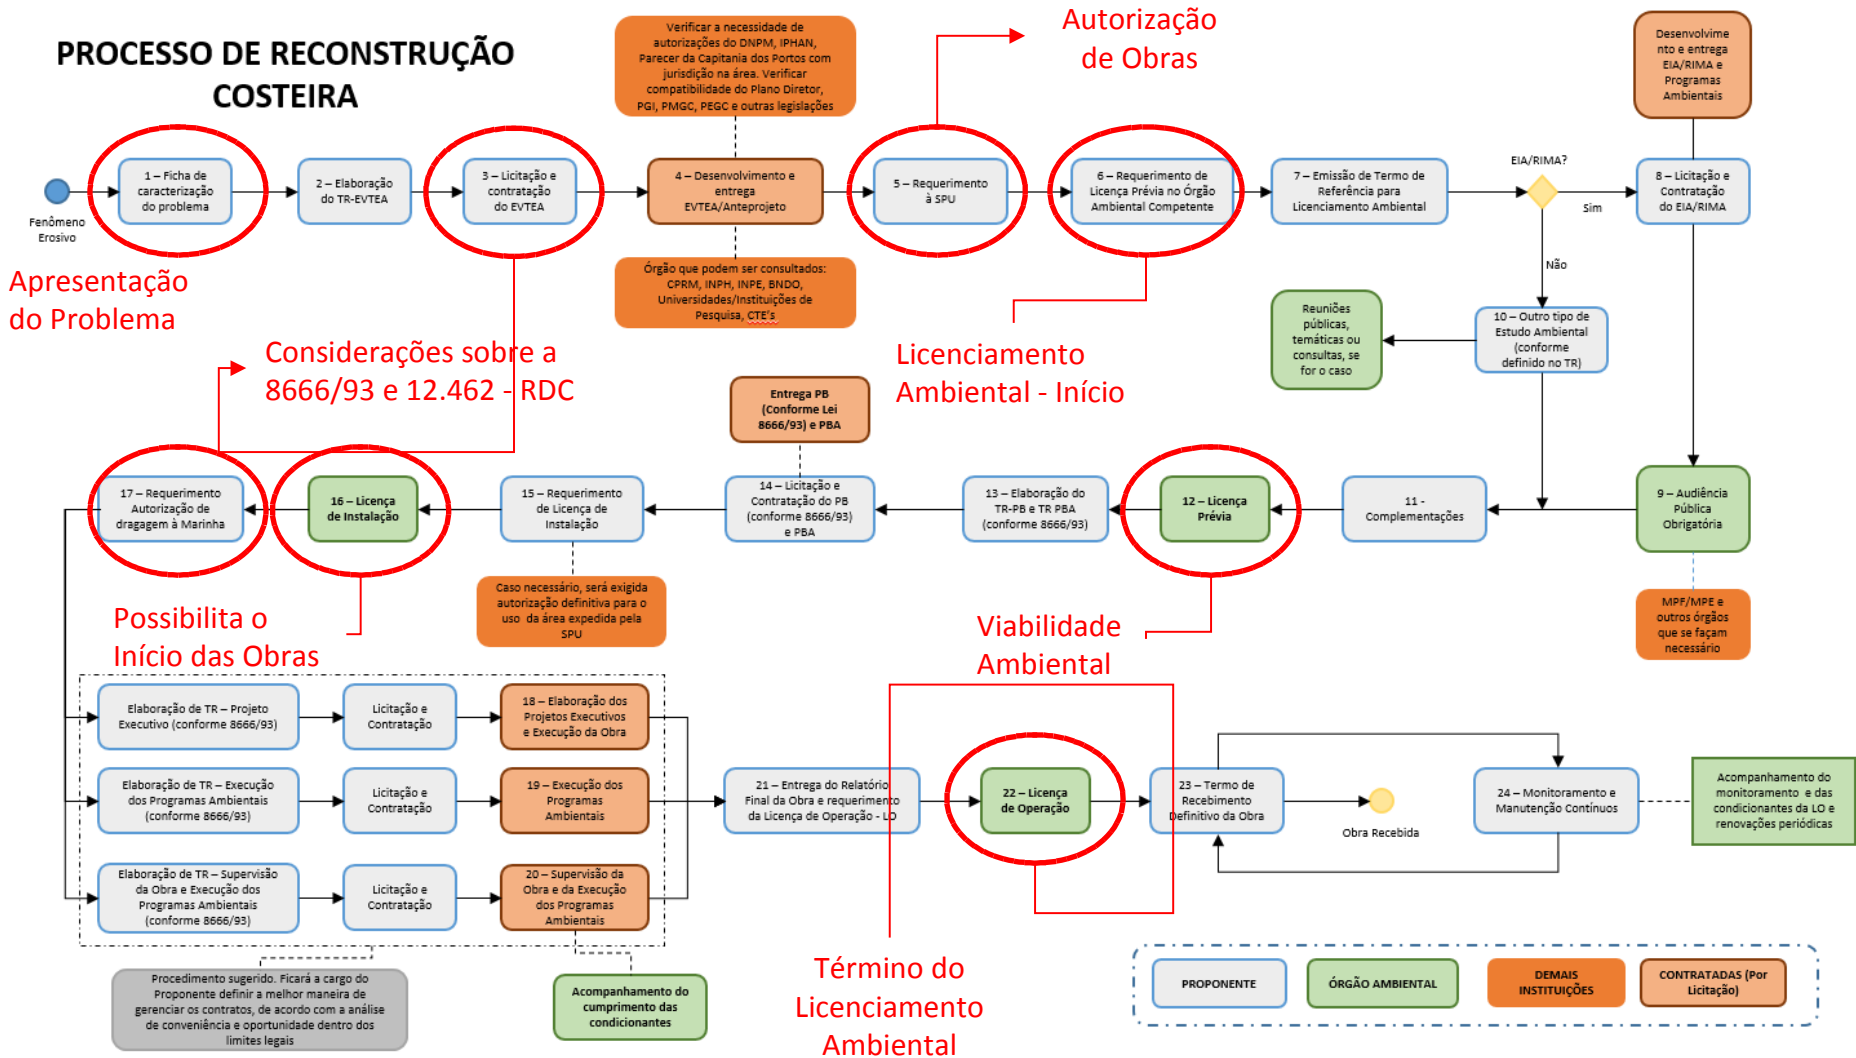 PROCESSO DE RECONSTRUÇÃO
COSTEIRA
Verificar a necessidade de
autorizações do DNPM, IPHAN,
Parecer da Capitania dos Portos com
jurisdição na área. Verificar
compatibilidade do Plano Diretor,
PGI, PMGC, PEGC e outras legislações
Autorização
de Obras
Desenvolvime
nto e entrega
EIA/RIMA e
Programas
Ambientais
Fenômeno
Erosivo
1 – Ficha de
caracterização
do problema
2 – Elaboração
do TR-EVTEA
3 – Licitação e
contratação
do EVTEA
4 – Desenvolvimento e
entrega
EVTEA/Anteprojeto
5 – Requerimento
à SPU
6 – Requerimento de
Licença Prévia no Órgão
Ambiental Competente
7 – Emissão de Termo de
Referência para
Licenciamento Ambiental
EIA/RIMA?
Sim
Não
8 – Licitação e
Contratação
do EIA/RIMA
Apresentação
do Problema
Órgão que podem ser consultados:
CPRM, INPH, INPE, BNDO,
Universidades/Instituições de
Pesquisa, CTE's
Considerações sobre a
8666/93 e 12.462 - RDC
Licenciamento
Ambiental - Início
Reuniões
públicas,
temáticas ou
consultas, se
for o caso
10 – Outro tipo de
Estudo Ambiental
(conforme
definido no TR)
Entrega PB
(Conforme Lei
8666/93) e PBA
17 – Requerimento
Autorização de
dragagem à Marinha
16 – Licença
de Instalação
15 – Requerimento
de Licença de
Instalação
14 – Licitação e
Contratação do PB
(conforme 8666/93)
e PBA
13 – Elaboração do
TR-PB e TR PBA
(conforme 8666/93)
12 – Licença
Prévia
11 -
Complementações
9 – Audiência
Pública
Obrigatória
Possibilita o
Início das Obras
Caso necessário, será exigida
autorização definitiva para o
uso da área expedida pela
SPU
Viabilidade
Ambiental
MPF/MPE e
outros órgãos
que se façam
necessário
Elaboração de TR – Projeto
Executivo (conforme 8666/93)
Licitação e
Contratação
18 – Elaboração dos
Projetos Executivos
e Execução da Obra
Elaboração de TR – Execução
dos Programas Ambientais
(conforme 8666/93)
Licitação e
Contratação
19 – Execução dos
Programas
Ambientais
Elaboração de TR – Supervisão
da Obra e Execução dos
Programas Ambientais
(conforme 8666/93)
Licitação e
Contratação
20 – Supervisão da
Obra e da Execução
dos Programas
Ambientais
21 – Entrega do Relatório
Final da Obra e requerimento
da Licença de Operação - LO
22 – Licença
de Operação
23 – Termo de
Recebimento
Definitivo da Obra
Obra Recebida
24 – Monitoramento e
Manutenção Contínuos
Acompanhamento do
monitoramento e das
condicionantes da LO e
renovações periódicas
Procedimento sugerido. Ficará a cargo do
Proponente definir a melhor maneira de
gerenciar os contratos, de acordo com a análise
de conveniência e oportunidade dentro dos
limites legais
Acompanhamento do
cumprimento das
condicionantes
Término do
Licenciamento
Ambiental
PROPONENTE
ÓRGÃO AMBIENTAL
DEMAIS
INSTITUIÇÕES
CONTRATADAS (Por
Licitação)